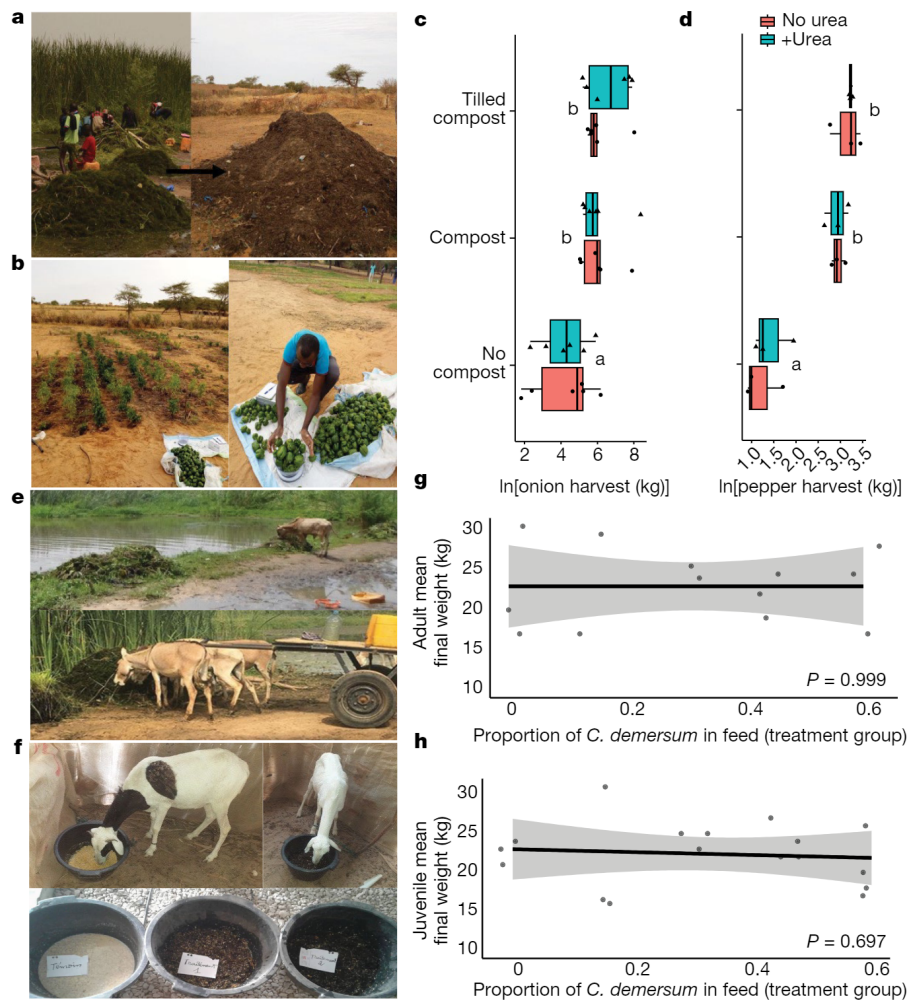 a
b
c
d
No urea
+Urea
Tilled
compost
b
b
Compost
b
b
No
compost
a
a
2
4
6
8
1.0
1.5
2.0
2.5
3.0
3.5
ln[onion harvest (kg)]
ln[pepper harvest (kg)]
e
f
g
30
25
20
15
10
Adult mean
final weight (kg)
P = 0.999
0
0.2
0.4
0.6
Proportion of C. demersum in feed (treatment group)
h
30
25
20
15
10
Juvenile mean
final weight (kg)
P = 0.697
0
0.2
0.4
0.6
Proportion of C. demersum in feed (treatment group)